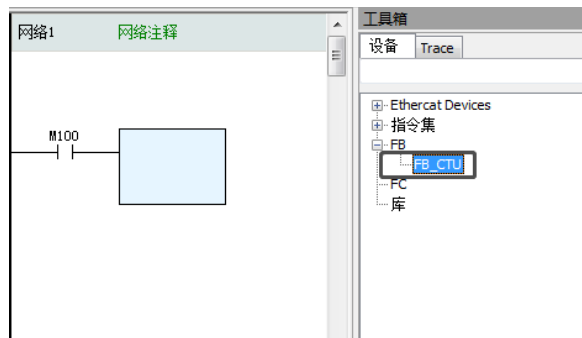 网络1 网络注释
M100
工具箱
设备 Trace
Ethercat Devices
指令集
FB
FB_CTU
FC
库